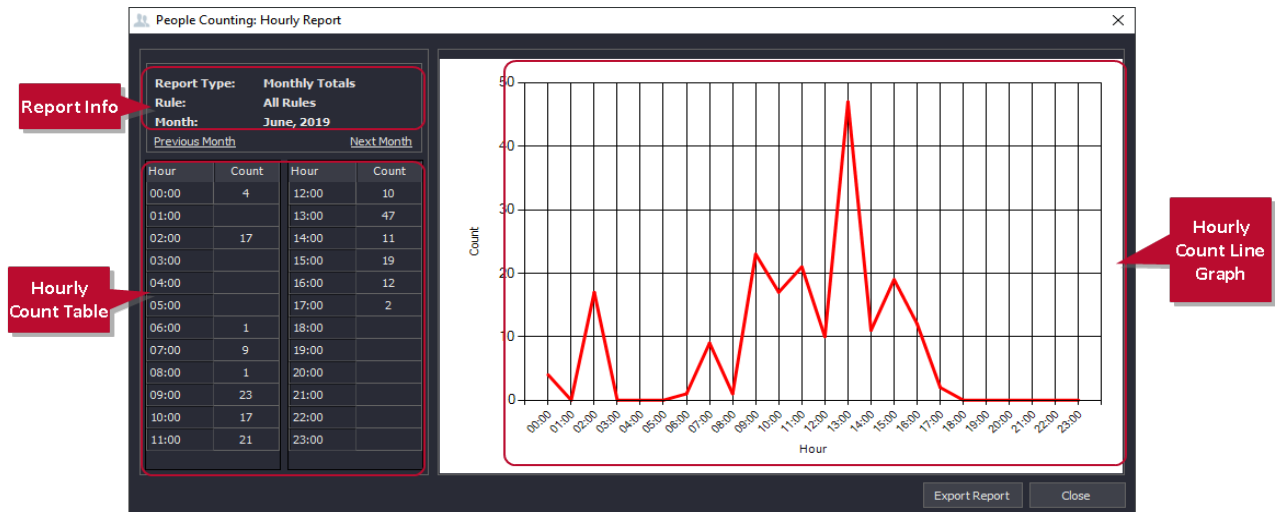 People Counting: Hourly Report
Report Info
Report Type: Monthly Totals
Rule: All Rules
Month: June, 2019
Previous Month Next Month
Hourly
Count Table
Hour Count Hour Count
00:00 4 12:00 10
01:00 13:00 47
02:00 17 14:00 11
03:00 15:00 19
04:00 16:00 12
05:00 17:00 2
06:00 1 18:00
07:00 9 19:00
08:00 1 20:00
09:00 23 21:00
10:00 17 22:00
11:00 21 23:00
50
40
30
20
10
0
Count
00:00 01:00 02:00 03:00 04:00 05:00 06:00 07:00 08:00 09:00 10:00 11:00 12:00 13:00 14:00 15:00 16:00 17:00 18:00 19:00 20:00 21:00 22:00 23:00
Hour
Hourly
Count Line
Graph
Export Report Close